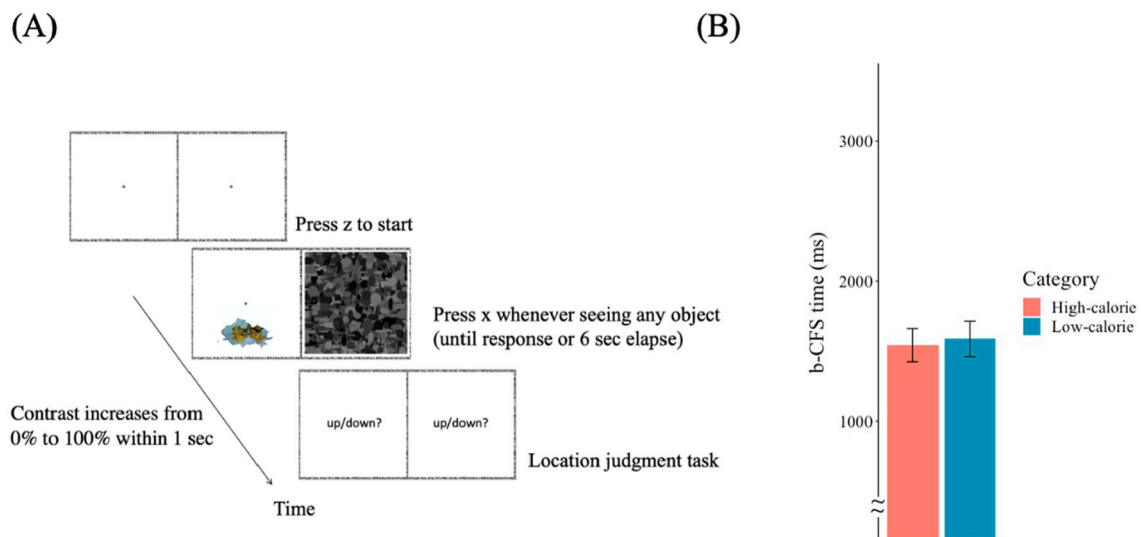 (A)
Press z to start
Press x whenever seeing any object
(until response or 6 sec elapse)
Contrast increases from
0% to 100% within 1 sec
up/down?
up/down?
Location judgment task
Time
(B)
b-CFS time (ms)
3000
2000
1000
≈
Category
High-calorie
Low-calorie